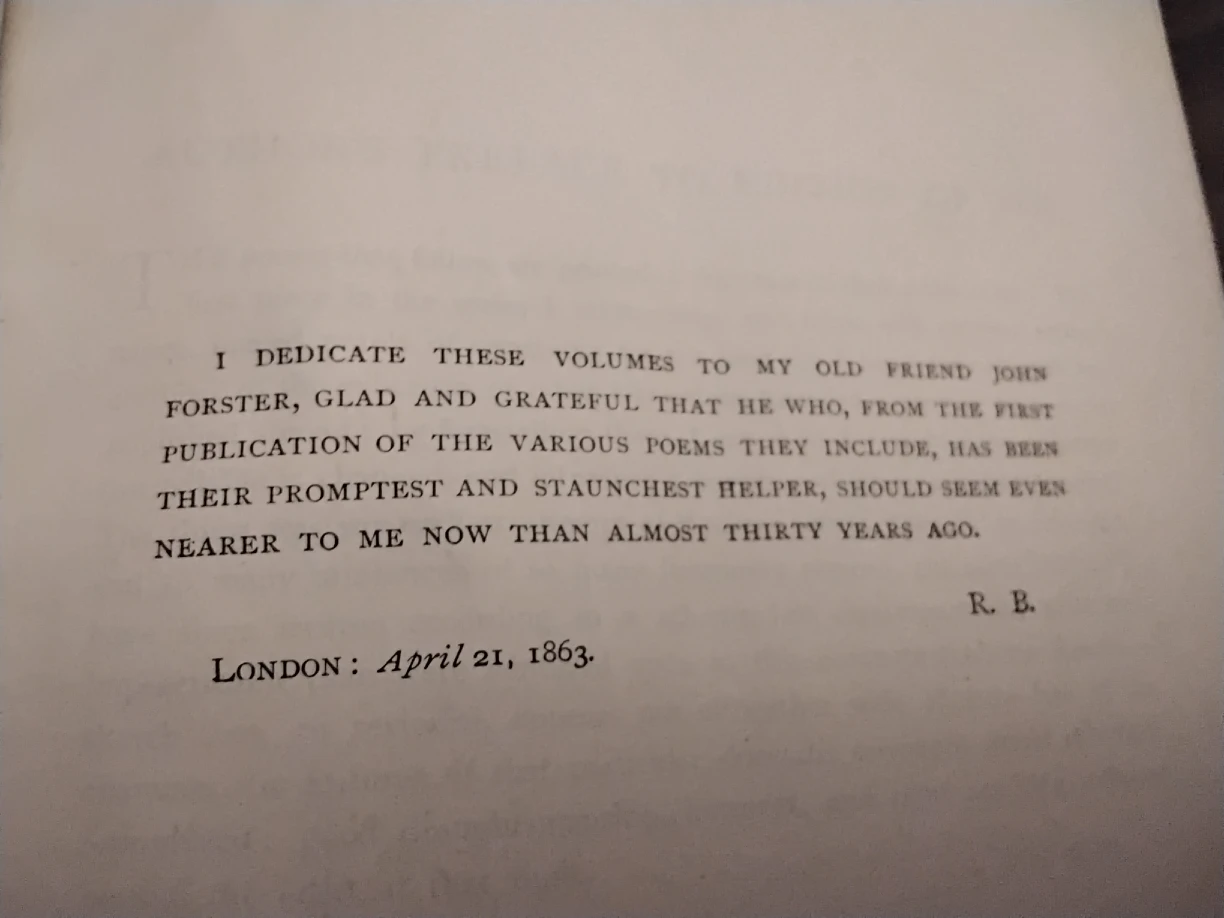 I DEDICATE THESE VOLUMES TO MY OLD FRIEND JOHN
FORSTER, GLAD AND GRATEFUL THAT HE WHO, FROM THE FIRST
PUBLICATION OF THE VARIOUS POEMS THEY INCLUDE, HAS BEEN
THEIR PROMPTEST AND STAUNCHEST HELPER, SHOULD SEEM EVEN
NEARER TO ME NOW THAN ALMOST THIRTY YEARS AGO.
R. B.
LONDON: April 21, 1863.